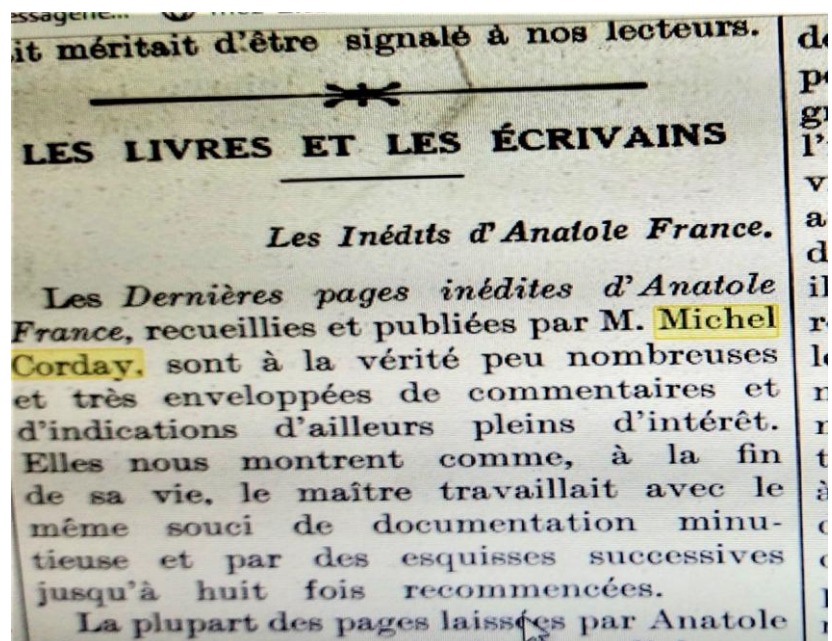 essagerie...
it méritait d'être signalé à nos lecteurs.
LES LIVRES ET LES ÉCRIVAINS
Les Inédits d'Anatole France.
Les Dernières pages inédites d'Anatole
France, recueillies et publiées par M. Michel
Corday, sont à la vérité peu nombreuses
et très enveloppées de commentaires et
d'indications d'ailleurs pleins d'intérêt.
Elles nous montrent comme, à la fin
de sa vie, le maître travaillait avec le
même souci de documentation minu-
tieuse et par des esquisses successives
jusqu'à huit fois recommencées.
La plupart des pages laissées par Anatole